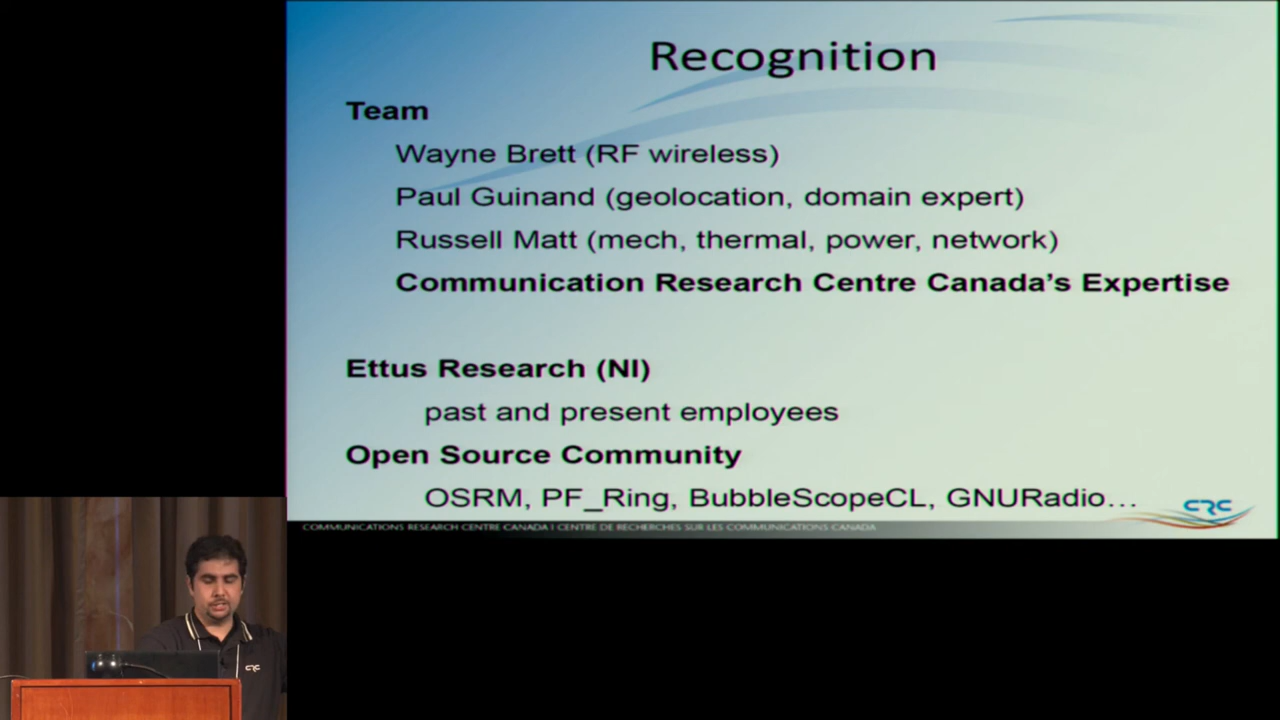 Recognition
Team
Wayne Brett (RF wireless)
Paul Guinand (geolocation, domain expert)
Russell Matt (mech, thermal, power, network)
Communication Research Centre Canada's Expertise
Ettus Research (NI)
past and present employees
Open Source Community
OSRM, PF_Ring, BubbleScopeCL, GNURadio...
CRC
COMMUNICATIONS RESEARCH CENTRE CANADA | CENTRE DE RECHERCHES SUR LES COMMUNICATIONS CANADA
CRC